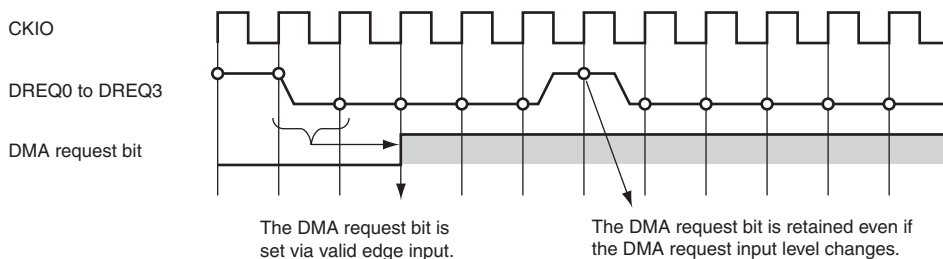 CKIO
DREQ0 to DREQ3
DMA request bit
The DMA request bit is
set via valid edge input.
The DMA request bit is retained even if
the DMA request input level changes.